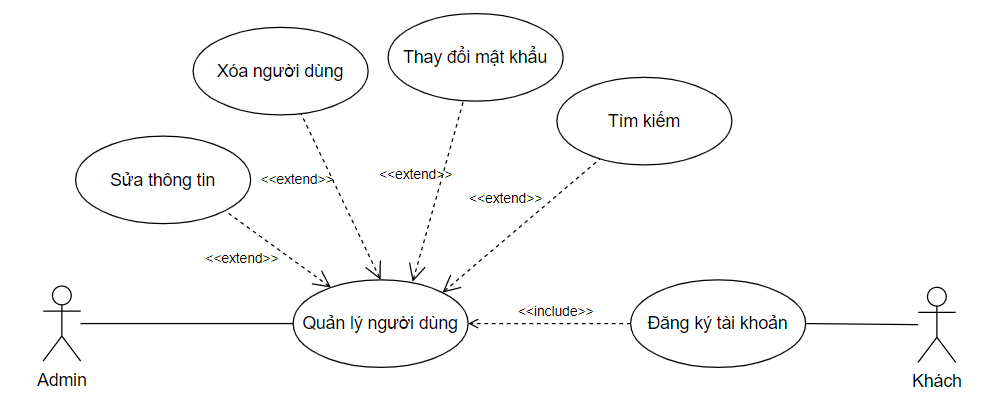 Thay đổi mật khẩu
Xóa người dùng
Tìm kiếm
Sửa thông tin
<<extend>>
<<extend>>
<<extend>>
<<extend>>
<<include>>
Quản lý người dùng
Đăng ký tài khoản
Admin
Khách